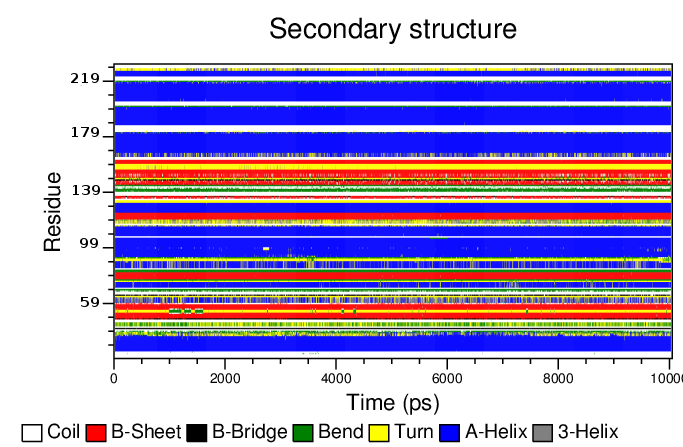 Secondary structure
219
179
139
99
59
Residue
0 2000 4000 6000 8000 10000
Time (ps)
Coil B-Sheet B-Bridge Bend Turn A-Helix 3-Helix